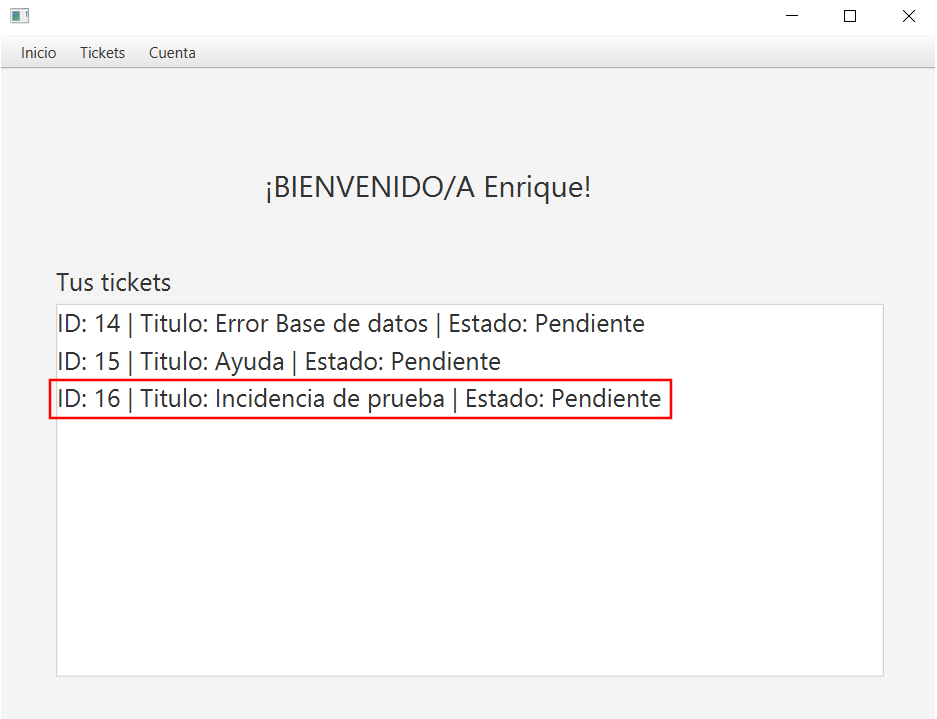 Inicio Tickets Cuenta
¡BIENVENIDO/A Enrique!
Tus tickets
ID: 14 | Titulo: Error Base de datos | Estado: Pendiente
ID: 15 | Titulo: Ayuda | Estado: Pendiente
ID: 16 | Titulo: Incidencia de prueba | Estado: Pendiente